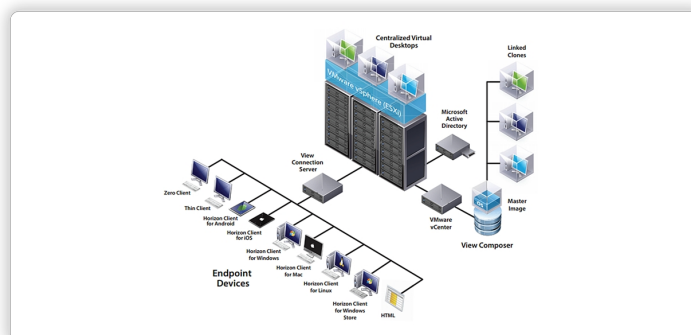 Centralized Virtual
Desktops
Linked
Clones
VMware vSphere (ESXi)
Microsoft
Active
Directory
View
Connection
Server
Zero Client
Thin Client
Horizon Client
for Android
Horizon Client
for iOS
Horizon Client
for Windows
Horizon Client
for Mac
Horizon Client
for Linux
Horizon Client
for Windows
Store
HTML
Endpoint
Devices
VMware
vCenter
OS
Master
Image
View Composer